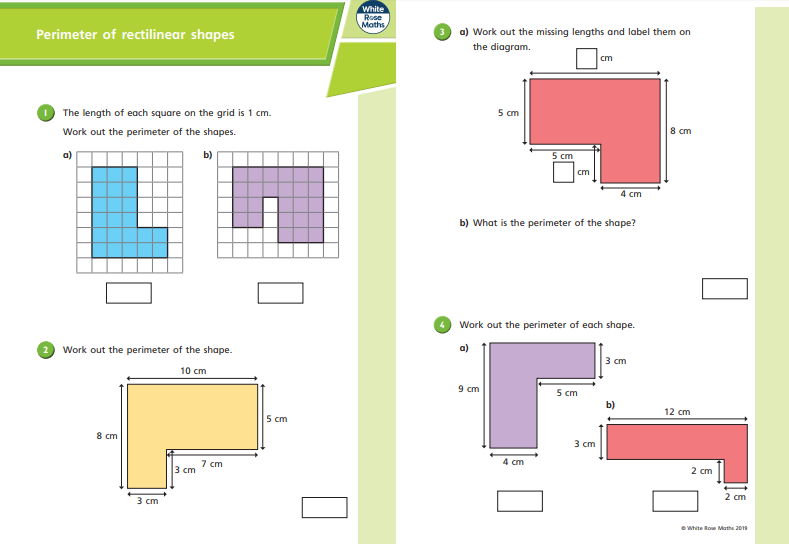 Perimeter of rectilinear shapes
White
Rose
Maths
1 The length of each square on the grid is 1 cm.
Work out the perimeter of the shapes.
a)
b)
2 Work out the perimeter of the shape.
10 cm
8 cm
5 cm
7 cm
3 cm
3 cm
3 a) Work out the missing lengths and label them on
the diagram.
cm
5 cm
8 cm
5 cm
cm
4 cm
b) What is the perimeter of the shape?
4 Work out the perimeter of each shape.
a)
3 cm
9 cm
5 cm
4 cm
b)
12 cm
3 cm
2 cm
2 cm
© White Rose Maths 2019